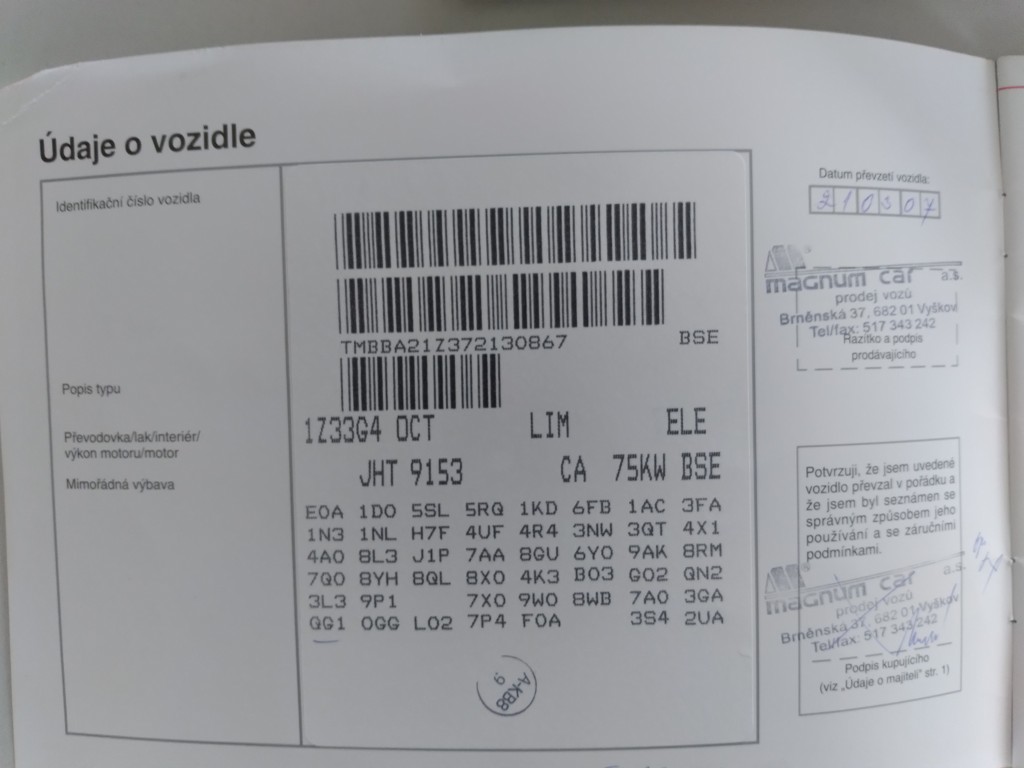 Údaje o vozidle
Identifikační číslo vozidla
TMBBA21Z372130867 BSE
Popis typu
1Z33G4 OCT LIM ELE
Převodovka/lak/interiér/
výkon motoru/motor
JHT 9153 CA 75KW BSE
Mimořádná výbava
E0A 1D0 5SL 5RQ 1KD 6FB 1AC 3FA
1N3 1NL H7F 4UF 4R4 3NW 3QT 4X1
4A0 8L3 J1P 7AA 8GU 6Y0 9AK 8RM
7Q0 8YH 8QL 8X0 4K3 B03 G02 QN2
3L3 9P1 7X0 9W0 8WB 7A0 3GA
QG1 0GG L02 7P4 F0A 3S4 2UA
A-KB8
9
Datum převzetí vozidla:
210307
magnum car a.s.
prodej vozů
Brněnská 37, 682 01 Vyškov
Tel/fax: 517 343 242
Razítko a podpis
prodávajícího
Potvrzuji, že jsem uvedené
vozidlo převzal v pořádku a
že jsem byl seznámen se
správným způsobem jeho
používání a se záručními
podmínkami.
magnum car a.s.
prodej vozů
Brněnská 37, 682 01 Vyškov
Tel/fax: 517 343 242
Podpis kupujícího
(viz „Údaje o majiteli" str. 1)